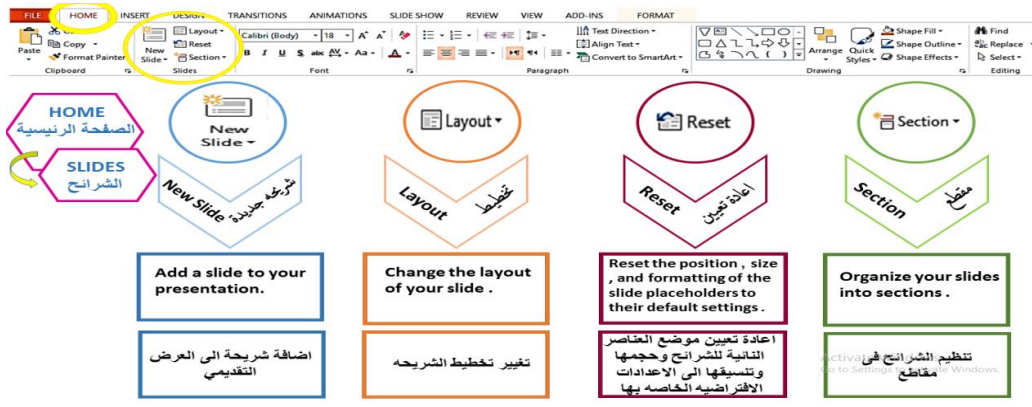 FILE HOME INSERT DESIGN TRANSITIONS ANIMATIONS SLIDE SHOW REVIEW VIEW ADD-INS FORMAT
Paste
Copy
Format Painter
Clipboard
New
Slide
Layout
Reset
Section
Slides
Calibri (Body) 18
B I U S abc AV Aa A
Font
Paragraph
Text Direction
Align Text
Convert to SmartArt
Arrange
Quick
Styles
Shape Fill
Shape Outline
Shape Effects
Drawing
Find
Replace
Select
Editing
HOME
الصفحة الرئيسية
SLIDES
الشرائح
New
Slide
Layout
Reset
Section
New Slide شريحه جديدة
Layout تخطيط
Reset اعادة تعيين
Section مقطع
Add a slide to your
presentation.
Change the layout
of your slide .
Reset the position , size
, and formatting of the
slide placeholders to
their default settings .
Organize your slides
into sections .
اضافة شريحة الى العرض
التقديمي
تغيير تخطيط الشريحه
اعادة تعيين موضع العناصر
النائية للشرائح وحجمها
وتنسيقها الى الاعدادات
الافتراضيه الخاصه بها
تنظيم الشرائح في
مقاطع